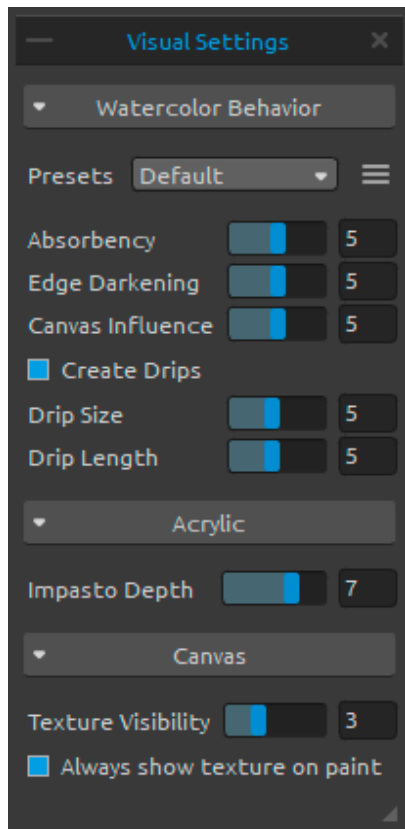 Visual Settings
Watercolor Behavior
Presets Default
Absorbency 5
Edge Darkening 5
Canvas Influence 5
Create Drips
Drip Size 5
Drip Length 5
Acrylic
Impasto Depth 7
Canvas
Texture Visibility 3
Always show texture on paint